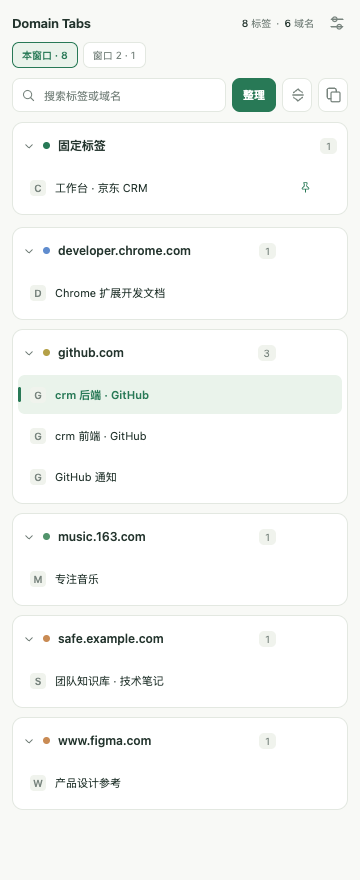 Domain Tabs
8 标签 · 6 域名
本窗口 · 8
窗口 2 · 1
搜索标签或域名
整理
固定标签
1
C
工作台 · 京东 CRM
developer.chrome.com
1
D
Chrome 扩展开发文档
github.com
3
G
crm 后端 · GitHub
G
crm 前端 · GitHub
G
GitHub 通知
music.163.com
1
M
专注音乐
safe.example.com
1
S
团队知识库 · 技术笔记
www.figma.com
1
W
产品设计参考